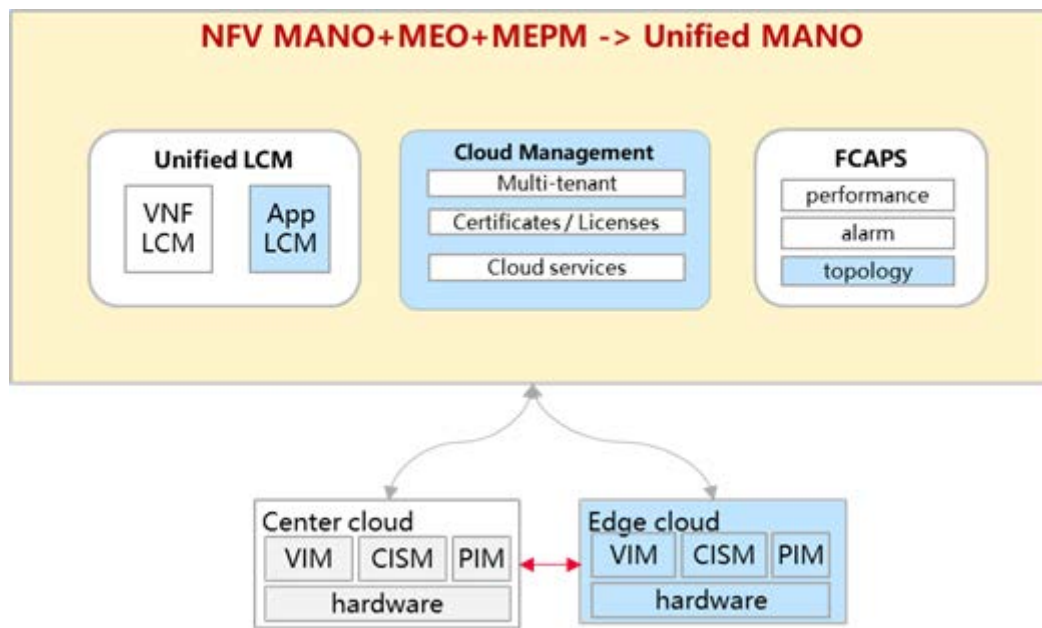 NFV MANO+MEO+MEPM -> Unified MANO
Unified LCM
VNF
LCM
App
LCM
Cloud Management
Multi-tenant
Certificates / Licenses
Cloud services
FCAPS
performance
alarm
topology
Center cloud
VIM
CISM
PIM
hardware
Edge cloud
VIM
CISM
PIM
hardware